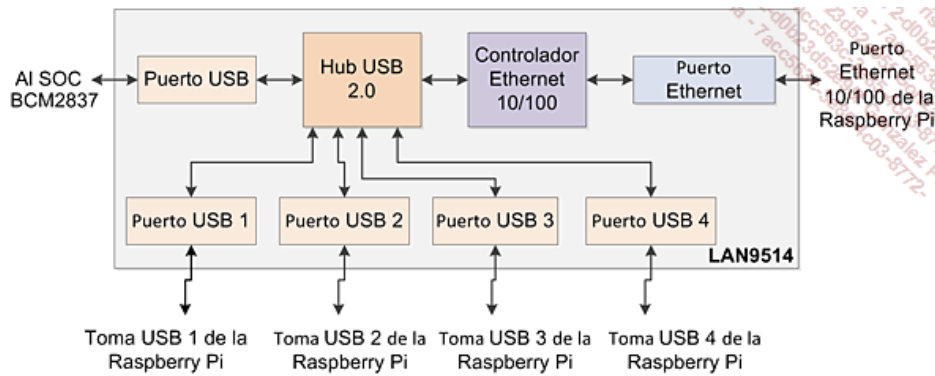 Al SOC
BCM2837
Puerto USB
Hub USB
2.0
Controlador
Ethernet
10/100
Puerto
Ethernet
Puerto
Ethernet
10/100 de la
Raspberry Pi
Puerto USB 1
Puerto USB 2
Puerto USB 3
Puerto USB 4
LAN9514
Toma USB 1 de la
Raspberry Pi
Toma USB 2 de la
Raspberry Pi
Toma USB 3 de la
Raspberry Pi
Toma USB 4 de la
Raspberry Pi